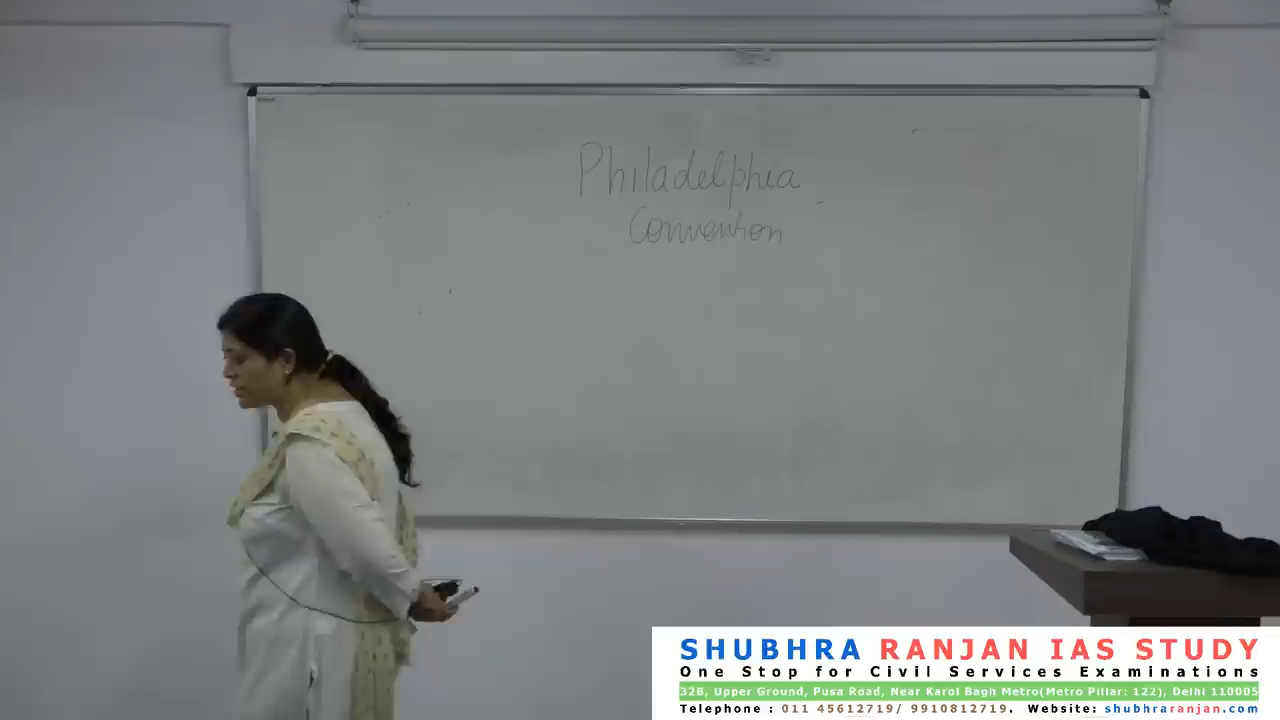 Philadelphia
Convention
SHUBHRA RANJAN IAS STUDY
One Stop for Civil Services Examinations
32B, Upper Ground, Pusa Road, Near Karol Bagh Metro(Metro Pillar: 122), Delhi 110005
Telephone : 011 45612719/ 9910812719. Website: shubhraranjan.com